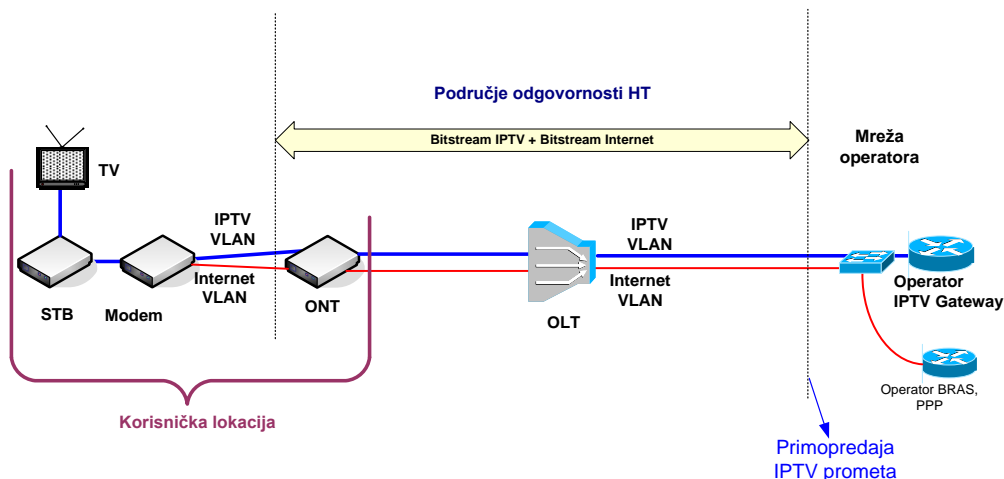 Područje odgovornosti HT
Bitstream IPTV + Bitstream Internet
Mreža
operatora
TV
IPTV
VLAN
Internet
VLAN
STB
Modem
ONT
OLT
IPTV
VLAN
Internet
VLAN
Operator
IPTV Gateway
Operator BRAS,
PPP
Korisnička lokacija
Primopredaja
IPTV prometa